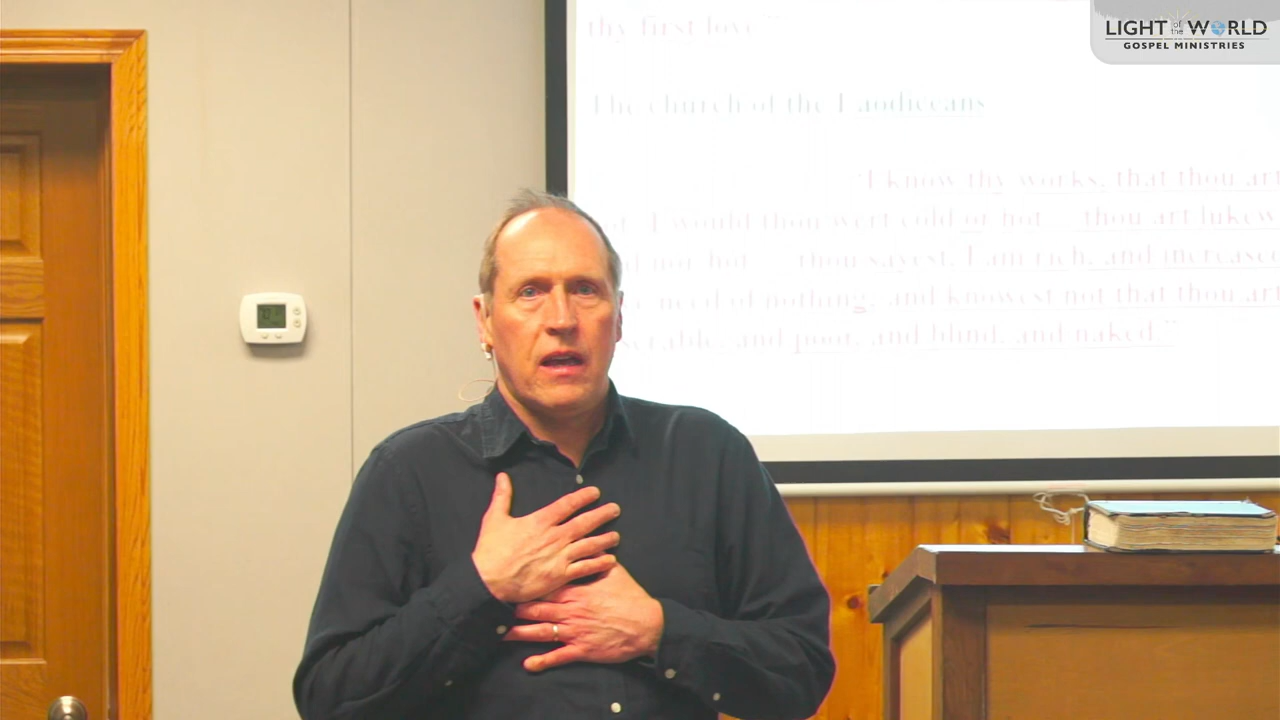 LIGHT of the WORLD
GOSPEL MINISTRIES
thy first love"
The church of the Laodiceans
"I know thy works, that thou art
I would thou wert cold or hot thou art lukew
nor hot thou sayest, I am rich, and increased
need of nothing, and knowest not that thou art
serable, and poor, and blind, and naked."